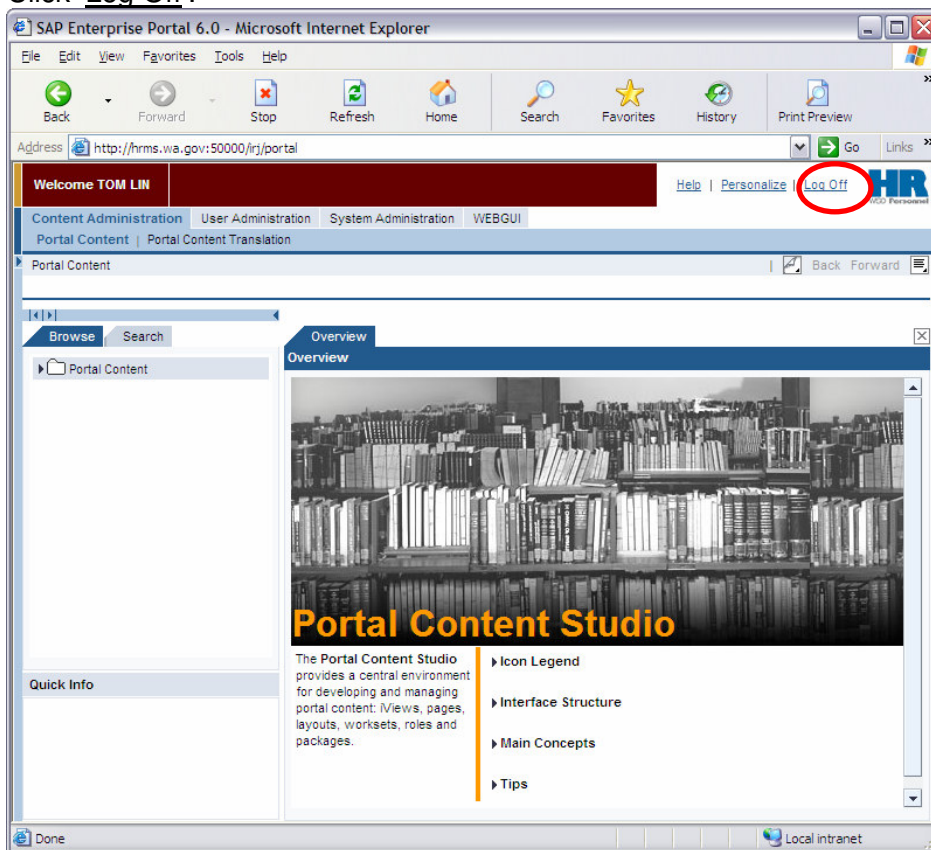 Click 'Log Off'.
SAP Enterprise Portal 6.0 - Microsoft Internet Explorer
File Edit View Favorites Tools Help
Back Forward Stop Refresh Home Search Favorites History Print Preview »
Address http://hrms.wa.gov:50000/irj/portal Go Links »
Welcome TOM LIN Help | Personalize | Log Off HR
Personnel
Content Administration User Administration System Administration WEBGUI
Portal Content | Portal Content Translation
Portal Content | Back Forward
Browse Search Overview
Overview
Portal Content
Portal Content Studio
The Portal Content Studio
provides a central environment
for developing and managing
portal content: iViews, pages,
layouts, worksets, roles and
packages.
Icon Legend
Interface Structure
Main Concepts
Tips
Quick Info
Done Local intranet